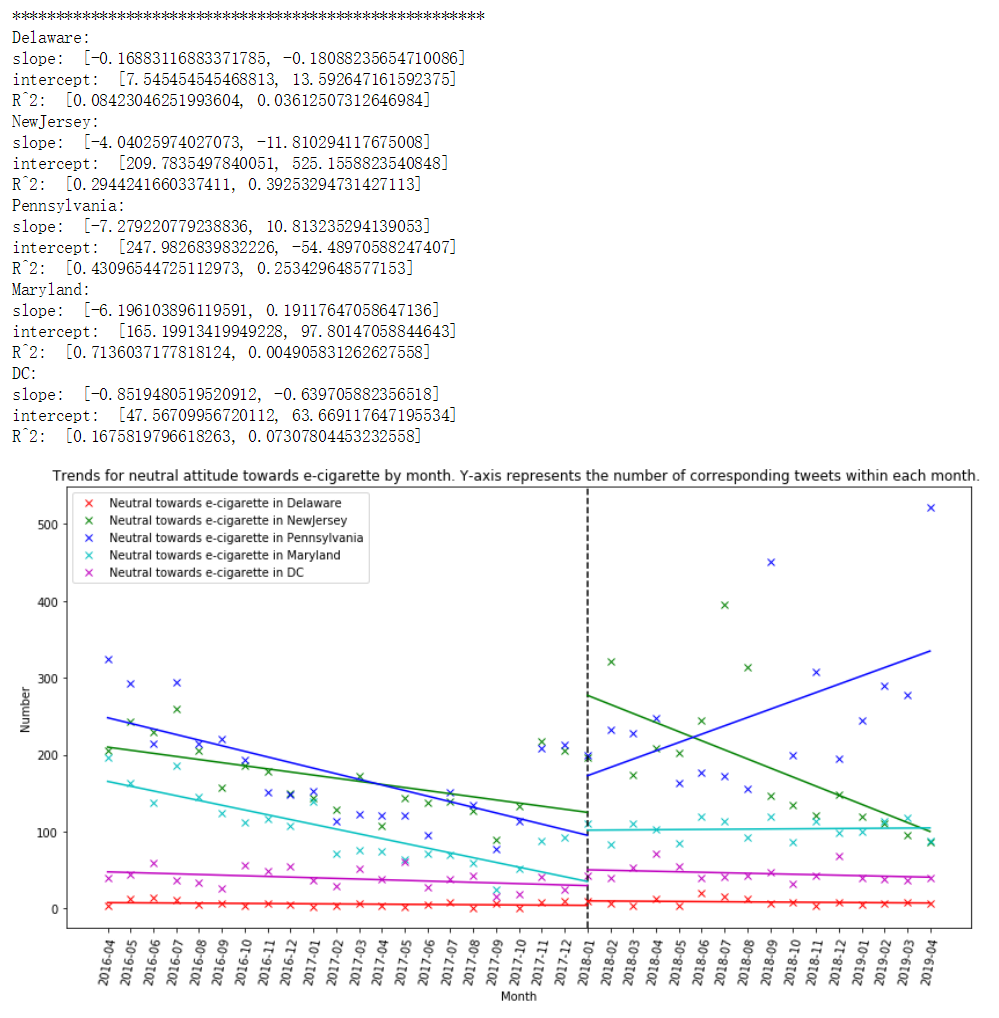 ******************************************************
Delaware:
slope:  [-0.16883116883371785, -0.18088235654710086]
intercept:  [7.545454545468813, 13.592647161592375]
R^2:  [0.08423046251993604, 0.03612507312646984]
NewJersey:
slope:  [-4.04025974027073, -11.810294117675008]
intercept:  [209.7835497840051, 525.1558823540848]
R^2:  [0.2944241660337411, 0.39253294731427113]
Pennsylvania:
slope:  [-7.279220779238836, 10.813235294139053]
intercept:  [247.9826839832226, -54.48970588247407]
R^2:  [0.43096544725112973, 0.253429648577153]
Maryland:
slope:  [-6.196103896119591, 0.19117647058647136]
intercept:  [165.19913419949228, 97.80147058844643]
R^2:  [0.7136037177818124, 0.004905831262627558]
DC:
slope:  [-0.8519480519520912, -0.639705882356518]
intercept:  [47.56709956720112, 63.669117647195534]
R^2:  [0.1675819796618263, 0.07307804453232558]
Trends for neutral attitude towards e-cigarette by month. Y-axis represents the number of corresponding tweets within each month.
Neutral towards e-cigarette in Delaware
Neutral towards e-cigarette in NewJersey
Neutral towards e-cigarette in Pennsylvania
Neutral towards e-cigarette in Maryland
Neutral towards e-cigarette in DC
500
400
300
200
100
0
Number
2016-04
2016-05
2016-06
2016-07
2016-08
2016-09
2016-10
2016-11
2016-12
2017-01
2017-02
2017-03
2017-04
2017-05
2017-06
2017-07
2017-08
2017-09
2017-10
2017-11
2017-12
2018-01
2018-02
2018-03
2018-04
2018-05
2018-06
2018-07
2018-08
2018-09
2018-10
2018-11
2018-12
2019-01
2019-02
2019-03
2019-04
Month